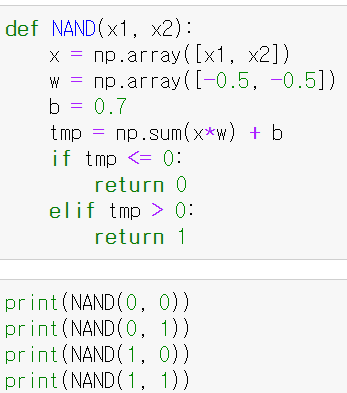 def NAND(x1, x2):
    x = np.array([x1, x2])
    w = np.array([-0.5, -0.5])
    b = 0.7
    tmp = np.sum(x*w) + b
    if tmp <= 0:
        return 0
    elif tmp > 0:
        return 1
print(NAND(0, 0))
print(NAND(0, 1))
print(NAND(1, 0))
print(NAND(1, 1))